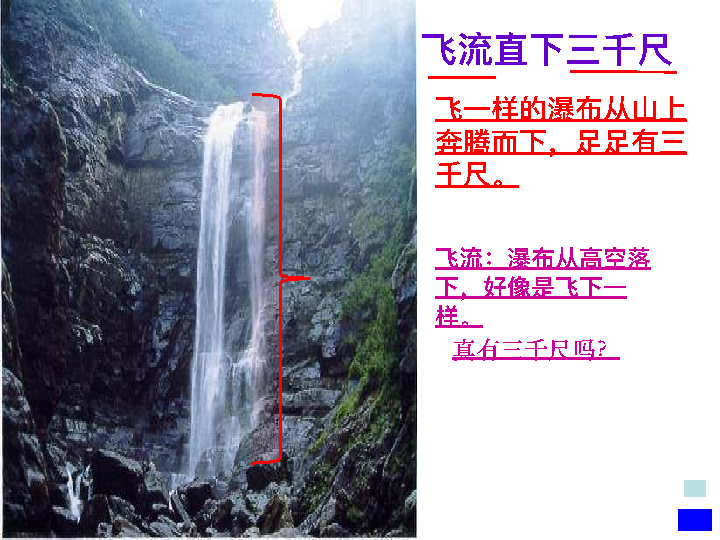 飞流直下三千尺
飞一样的瀑布从山上
奔腾而下，足足有三
千尺。
飞流：瀑布从高空落
下，好像是飞下一
样。
真有三千尺吗？